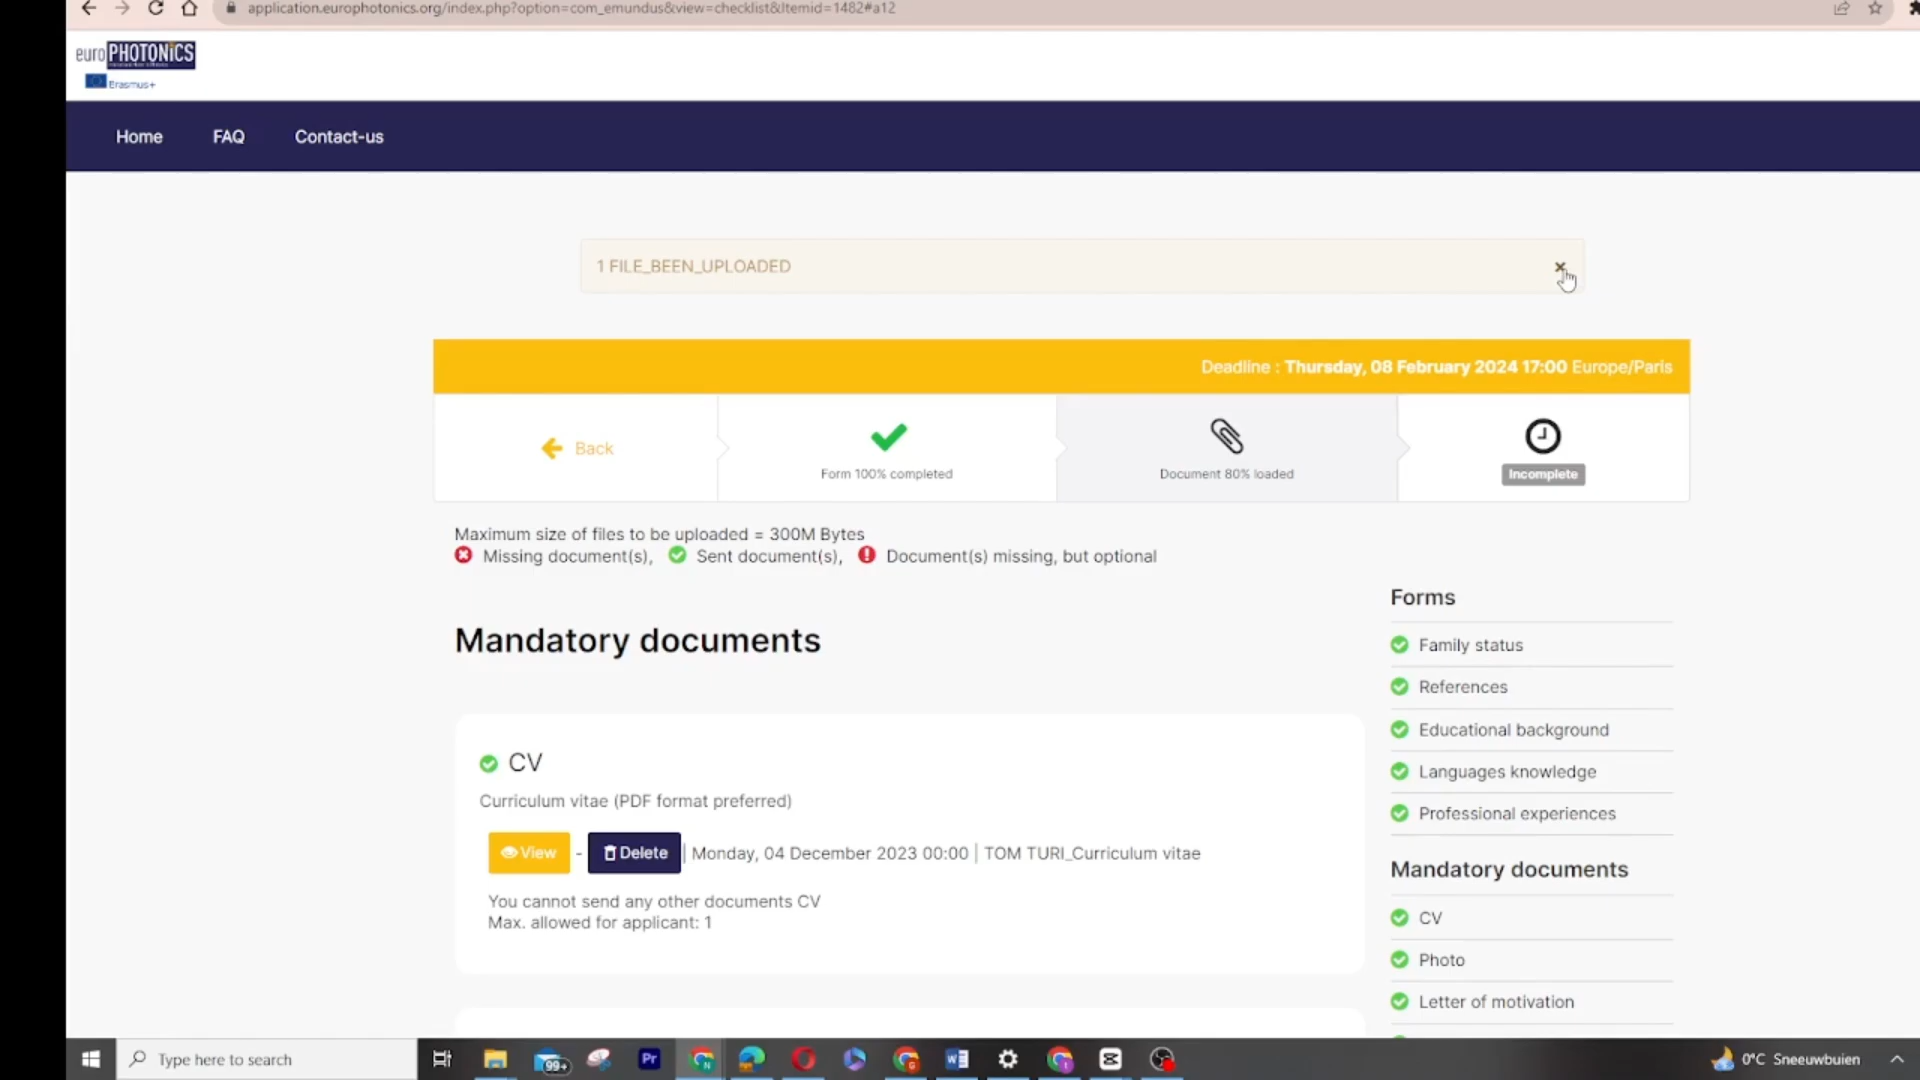 application.europhotonics.org/index.php?option=com_emundus&view=checklist&Itemid=1482#a12
euro PHOTONICS
Erasmus+
Home FAQ Contact-us
1 FILE_BEEN_UPLOADED
Deadline : Thursday, 08 February 2024 17:00 Europe/Paris
Back
Form 100% completed
Document 80% loaded
Incomplete
Maximum size of files to be uploaded = 300M Bytes
Missing document(s), Sent document(s), Document(s) missing, but optional
Mandatory documents
CV
Curriculum vitae (PDF format preferred)
View - Delete | Monday, 04 December 2023 00:00 | TOM TURI_Curriculum vitae
You cannot send any other documents CV
Max. allowed for applicant: 1
Forms
Family status
References
Educational background
Languages knowledge
Professional experiences
Mandatory documents
CV
Photo
Letter of motivation
Type here to search
99+
Pr
0°C Sneeuwbuien